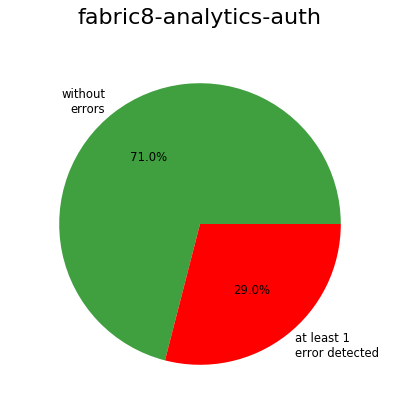 fabric8-analytics-auth
without
errors
71.0%
29.0%
at least 1
error detected